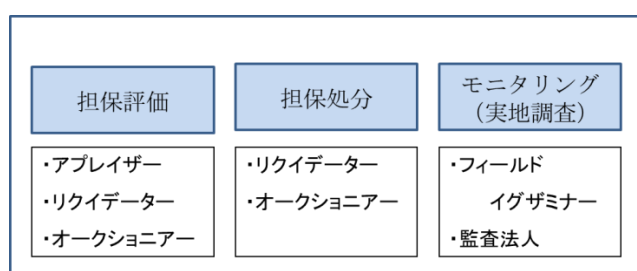 担保評価
・アプレイザー
・リクイデーター
・オークショニアー
担保処分
・リクイデーター
・オークショニアー
モニタリング
（実地調査）
・フィールド
イグザミナー
・監査法人